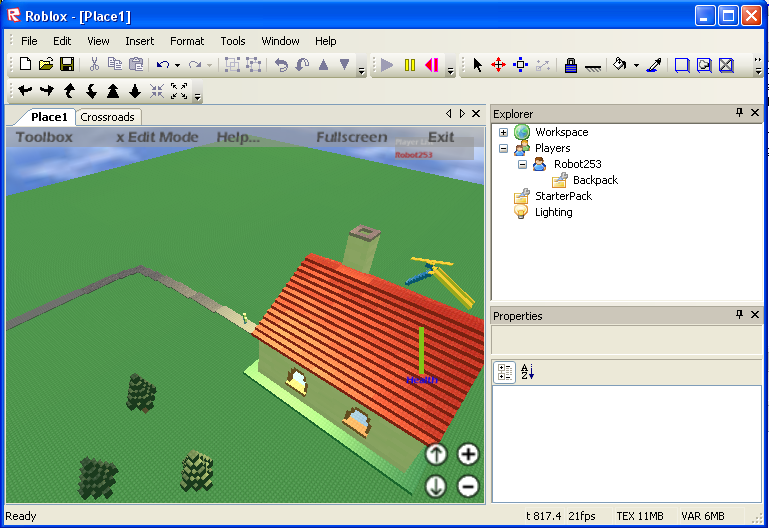 Roblox - [Place1]
File Edit View Insert Format Tools Window Help
Place1 Crossroads
Toolbox x Edit Mode Help... Fullscreen Exit
Player List
Robot253
Health
Explorer
Workspace
Players
Robot253
Backpack
StarterPack
Lighting
Properties
A
Z
Ready t 817.4 21fps TEX 11MB VAR 6MB